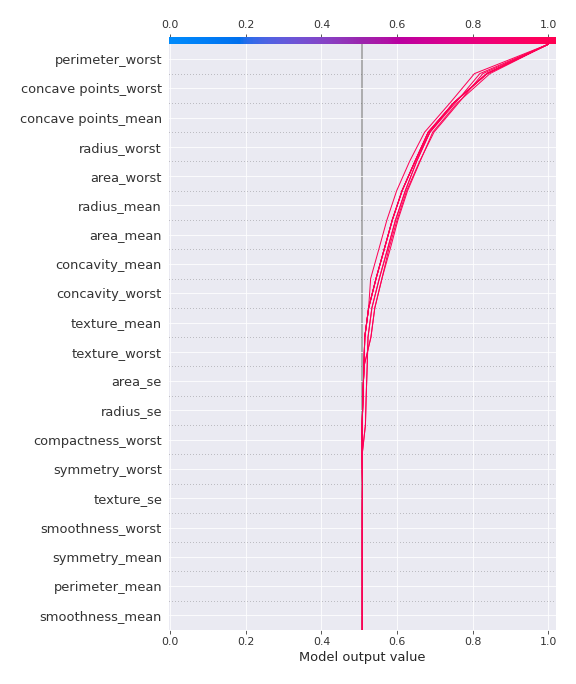 0.0 0.2 0.4 0.6 0.8 1.0
perimeter_worst
concave points_worst
concave points_mean
radius_worst
area_worst
radius_mean
area_mean
concavity_mean
concavity_worst
texture_mean
texture_worst
area_se
radius_se
compactness_worst
symmetry_worst
texture_se
smoothness_worst
symmetry_mean
perimeter_mean
smoothness_mean
0.0 0.2 0.4 0.6 0.8 1.0
Model output value